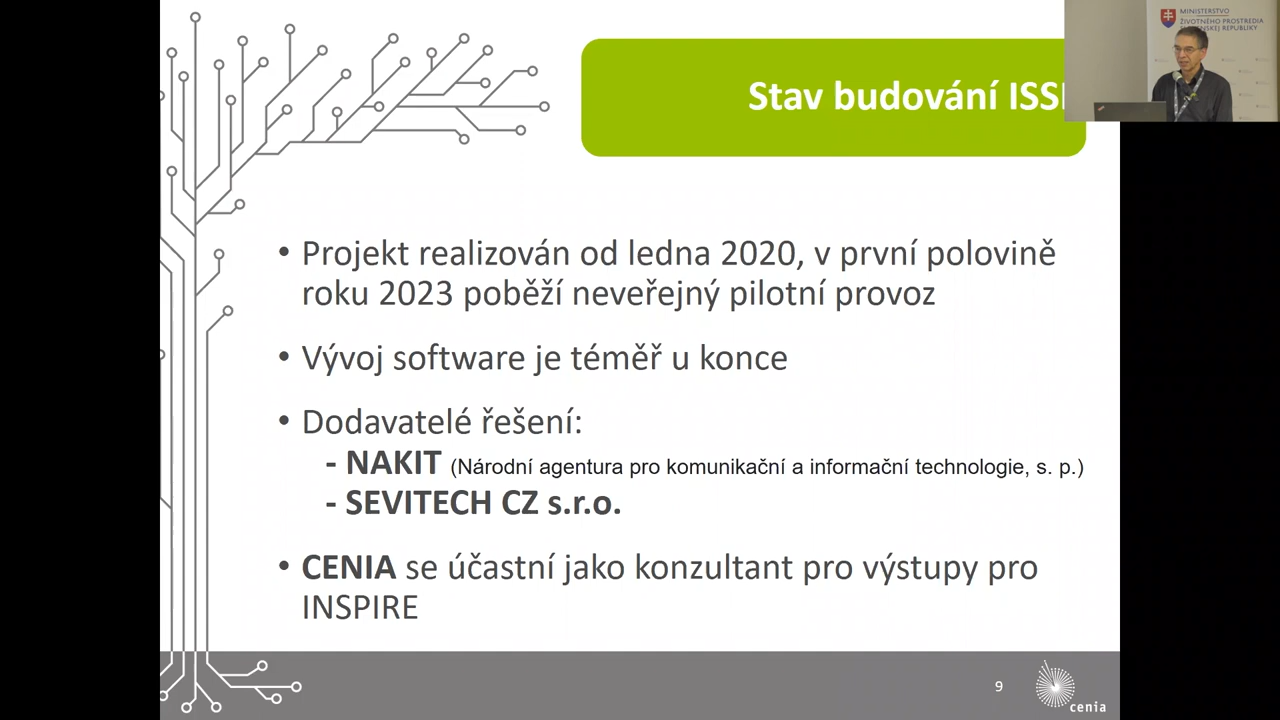 MINISTERSTVO
ŽIVOTNÉHO PROSTREDIA
SLOVENSKEJ REPUBLIKY
Stav budování ISS
• Projekt realizován od ledna 2020, v první polovině
roku 2023 poběží neveřejný pilotní provoz
• Vývoj software je téměř u konce
• Dodavatelé řešení:
- NAKIT (Národní agentura pro komunikační a informační technologie, s. p.)
- SEVITECH CZ s.r.o.
• CENIA se účastní jako konzultant pro výstupy pro
INSPIRE
9
cenia